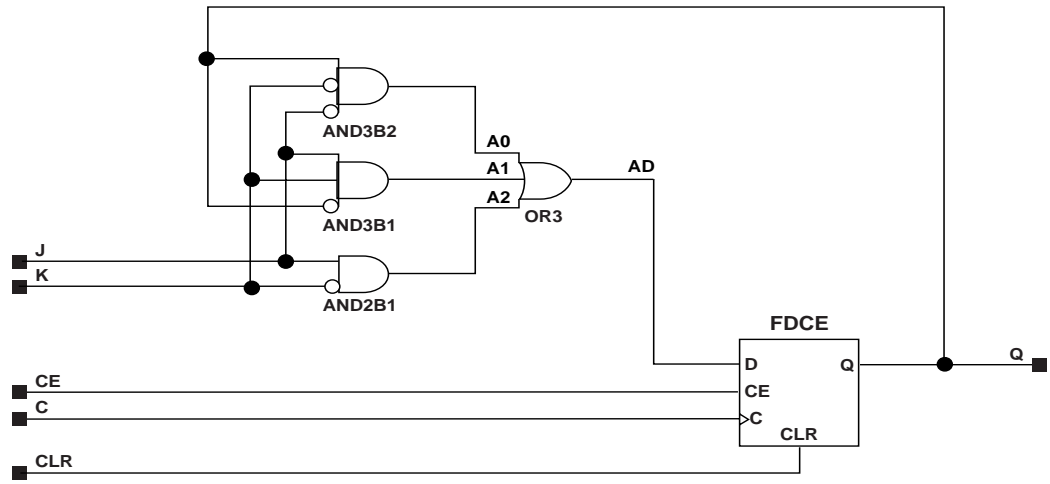 AND3B2
A0
A1
AD
A2
AND3B1
OR3
J
K
AND2B1
FDCE
D
Q
Q
CE
CE
C
C
CLR
CLR